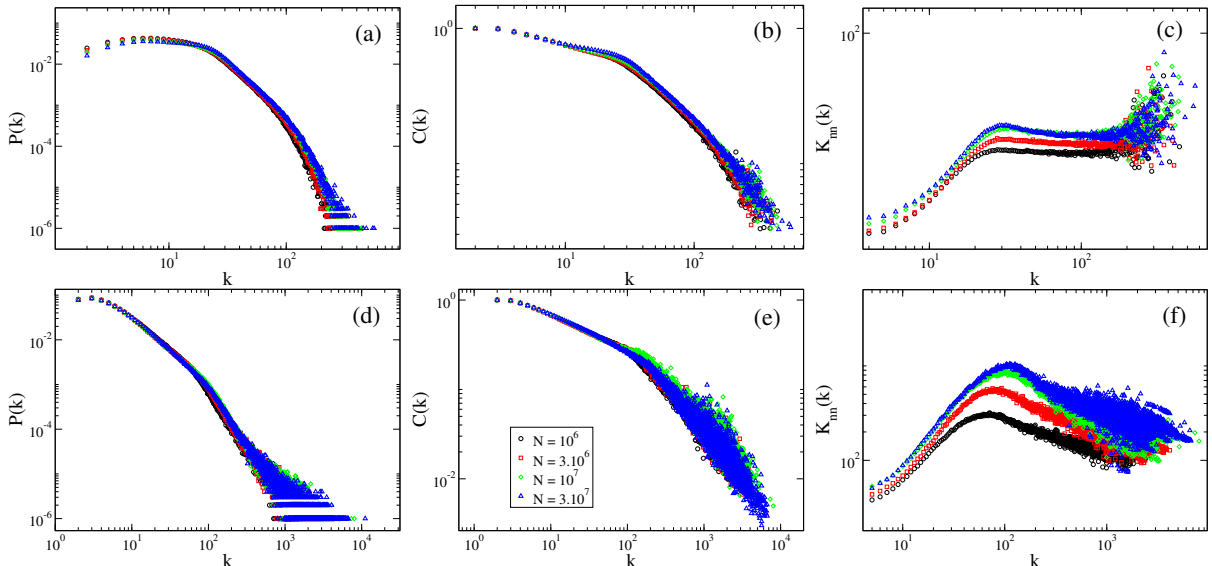 (a)
P(k)
10^-2
10^-4
10^-6
10^1
10^2
k
(b)
C(k)
10^0
10^1
10^2
k
(c)
K_nn(k)
10^2
10^1
10^2
k
(d)
P(k)
10^-2
10^-4
10^-6
10^0
10^1
10^2
10^3
10^4
k
(e)
C(k)
10^0
10^-2
N = 10^6
N = 3.10^6
N = 10^7
N = 3.10^7
10^0
10^1
10^2
10^3
10^4
k
(f)
K_nn(k)
10^2
10^1
10^2
10^3
k